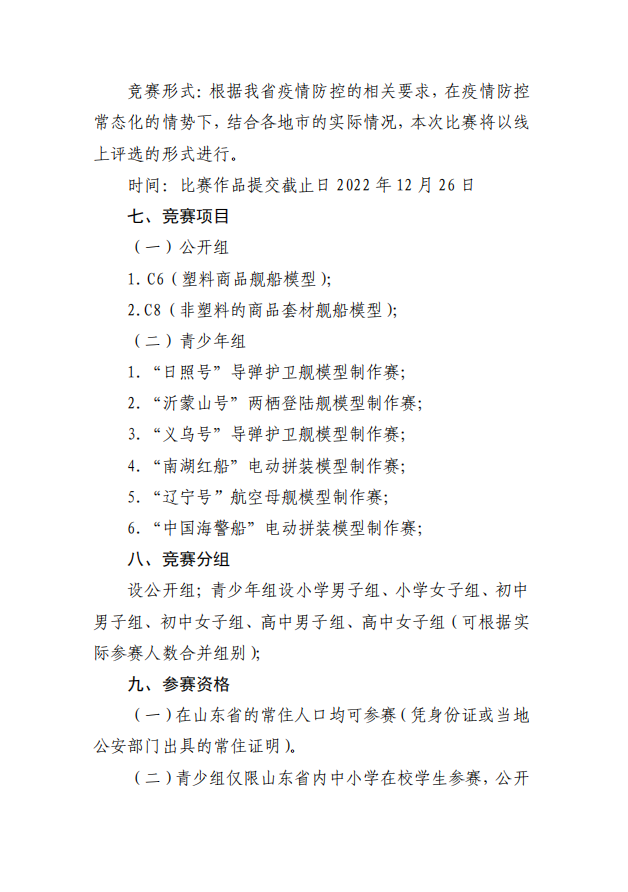 竞赛形式：根据我省疫情防控的相关要求，在疫情防控
常态化的情势下，结合各地市的实际情况，本次比赛将以线
上评选的形式进行。
时间：比赛作品提交截止日 2022 年 12 月 26 日
七、竞赛项目
（一）公开组
1. C6（塑料商品舰船模型）；
2.C8（非塑料的商品套材舰船模型）；
（二）青少年组
1. “日照号”导弹护卫舰模型制作赛；
2. “沂蒙山号”两栖登陆舰模型制作赛；
3. “义乌号”导弹护卫舰模型制作赛；
4. “南湖红船”电动拼装模型制作赛；
5. “辽宁号”航空母舰模型制作赛；
6. “中国海警船”电动拼装模型制作赛；
八、竞赛分组
设公开组；青少年组设小学男子组、小学女子组、初中
男子组、初中女子组、高中男子组、高中女子组（可根据实
际参赛人数合并组别）；
九、参赛资格
（一）在山东省的常住人口均可参赛（凭身份证或当地
公安部门出具的常住证明）。
（二）青少组仅限山东省内中小学在校学生参赛，公开